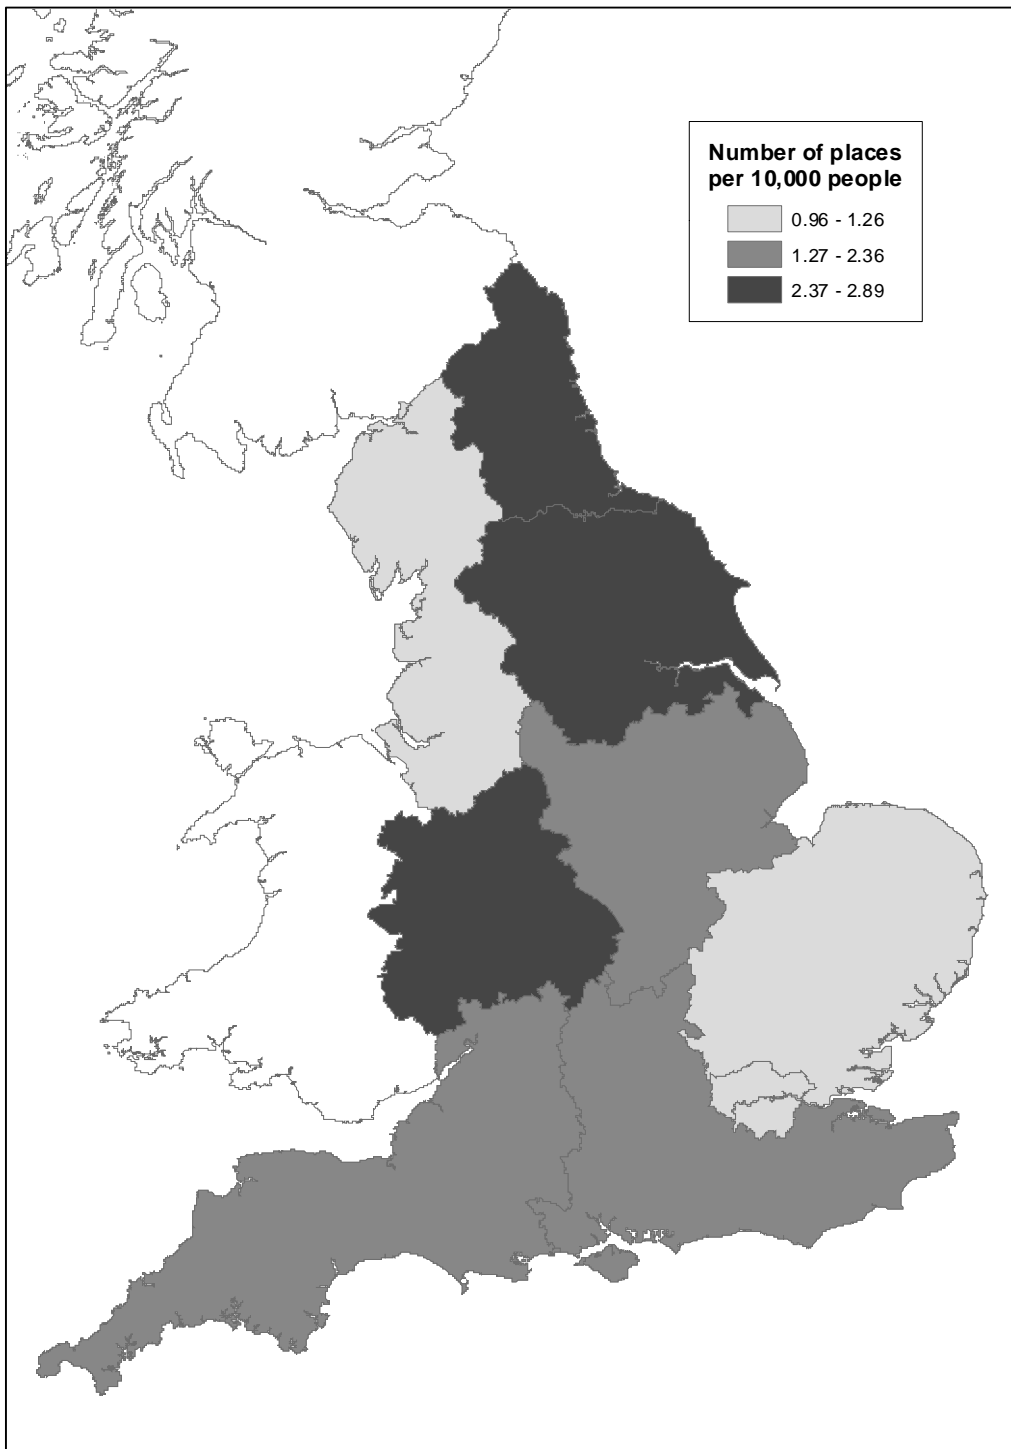 Number of places
per 10,000 people
0.96 - 1.26
1.27 - 2.36
2.37 - 2.89